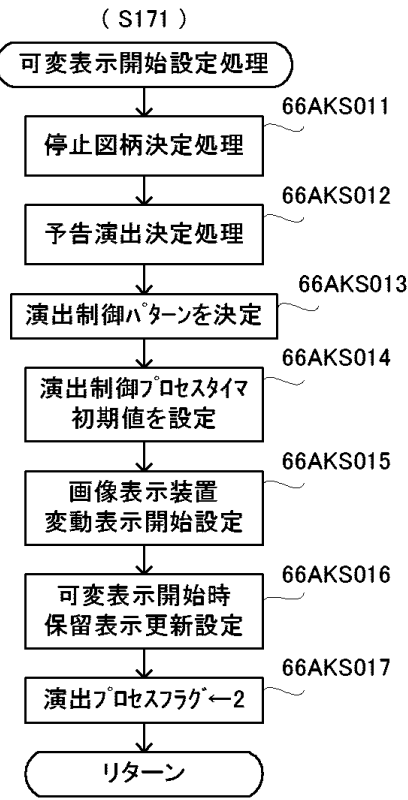 （S171）
可変表示開始設定処理
66AKS011
停止図柄決定処理
66AKS012
予告演出決定処理
66AKS013
演出制御ﾊﾟﾀｰﾝを決定
66AKS014
演出制御ﾌﾟﾛｾｽﾀｲﾏ
初期値を設定
66AKS015
画像表示装置
変動表示開始設定
66AKS016
可変表示開始時
保留表示更新設定
66AKS017
演出ﾌﾟﾛｾｽﾌﾗｸﾞ←2
リターン